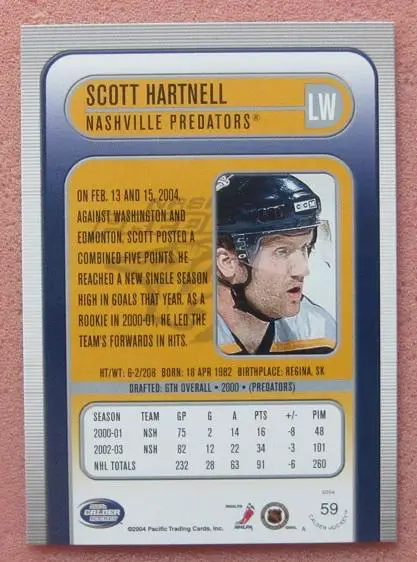 SCOTT HARTNELL
NASHVILLE PREDATORS®
LW
ON FEB. 13 AND 15, 2004,
AGAINST WASHINGTON AND
EDMONTON, SCOTT POSTED A
COMBINED FIVE POINTS. HE
REACHED A NEW SINGLE SEASON
HIGH IN GOALS THAT YEAR. AS A
ROOKIE IN 2000-01, HE LED THE
TEAM'S FORWARDS IN HITS.
CCM
HT/WT: 6-2/208 BORN: 18 APR 1982 BIRTHPLACE: REGINA, SK
DRAFTED: 6TH OVERALL • 2000 • (PREDATORS)
SEASON TEAM GP G A PTS +/- PIM
2000-01 NSH 75 2 14 16 -8 48
2002-03 NSH 82 12 22 34 -3 101
NHL TOTALS 232 28 63 91 -6 260
CALDER
©2004 Pacific Trading Cards, Inc.
NHLPA
59